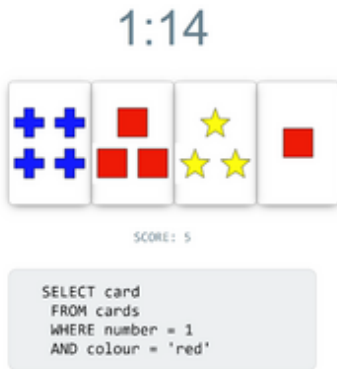 1:14
SCORE: 5
SELECT card
FROM cards
WHERE number = 1
AND colour = 'red'